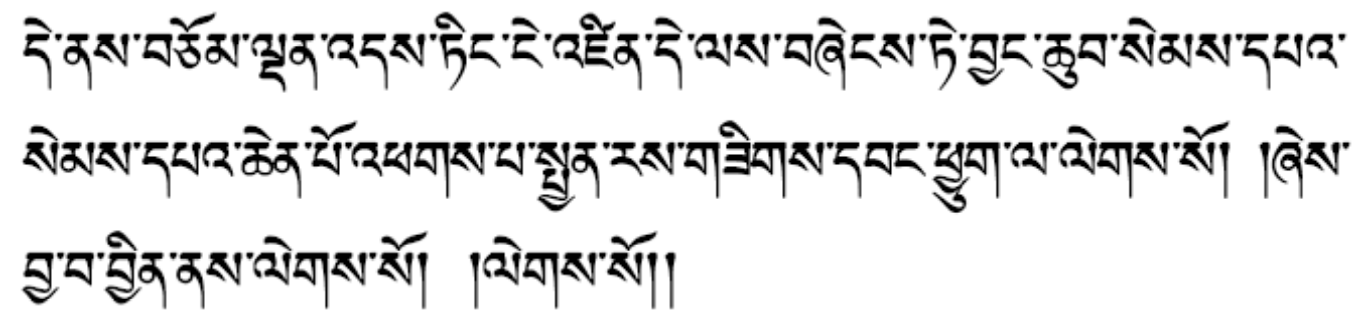 དེ་ནས་བཅོམ་ལྡན་འདས་ཏིང་ངེ་འཛིན་དེ་ལས་བཞེངས་ཏེ་བྱང་ཆུབ་སེམས་དཔའ་
སེམས་དཔའ་ཆེན་པོ་འཕགས་པ་སྤྱན་རས་གཟིགས་དབང་ཕྱུག་ལ་ལེགས་སོ། །ཞེས་
བྱ་བ་བྱིན་ནས་ལེགས་སོ། །ལེགས་སོ།།